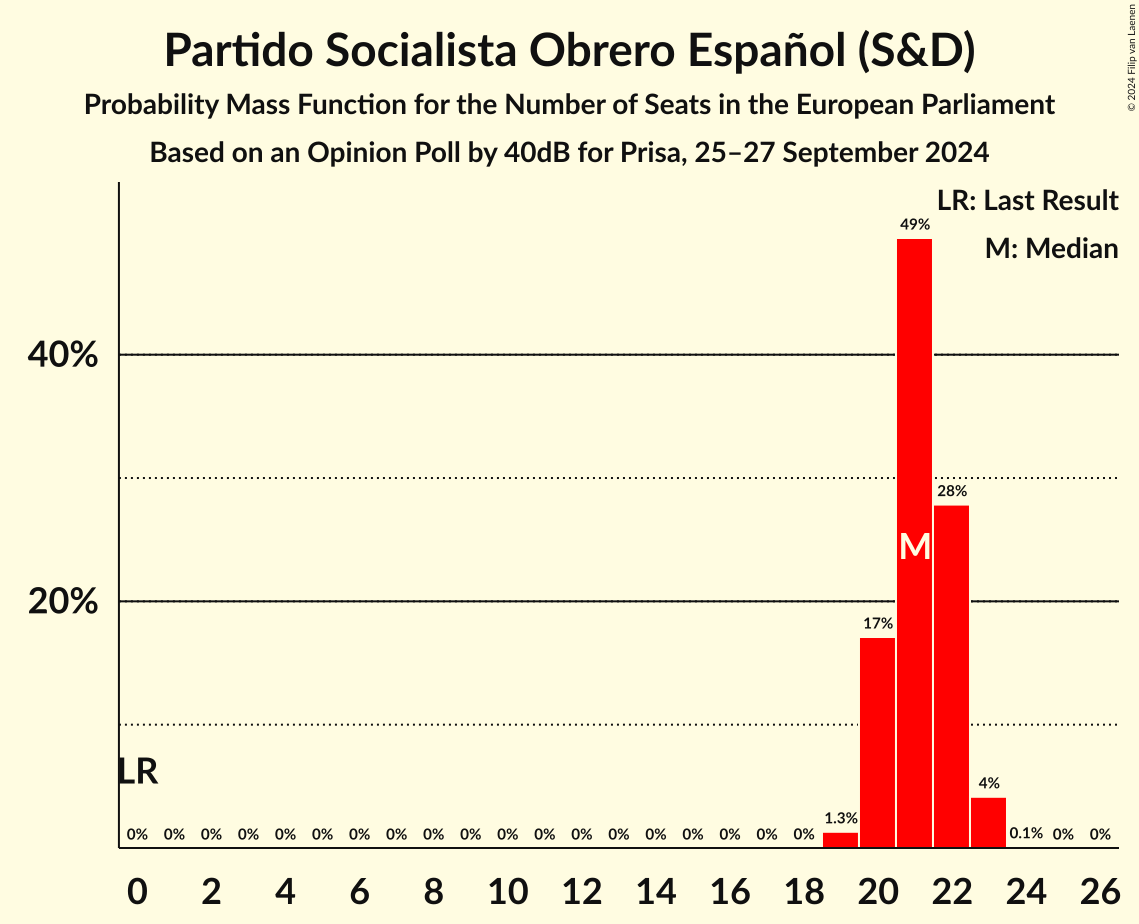 Partido Socialista Obrero Español (S&D)
Probability Mass Function for the Number of Seats in the European Parliament
Based on an Opinion Poll by 40dB for Prisa, 25–27 September 2024
© 2024 Filip van Laenen
LR: Last Result
M: Median
49%
40%
28%
M
20%
17%
LR
4%
0% 0% 0% 0% 0% 0% 0% 0% 0% 0% 0% 0% 0% 0% 0% 0% 0% 0% 0% 1.3% 0.1% 0% 0%
0 2 4 6 8 10 12 14 16 18 20 22 24 26